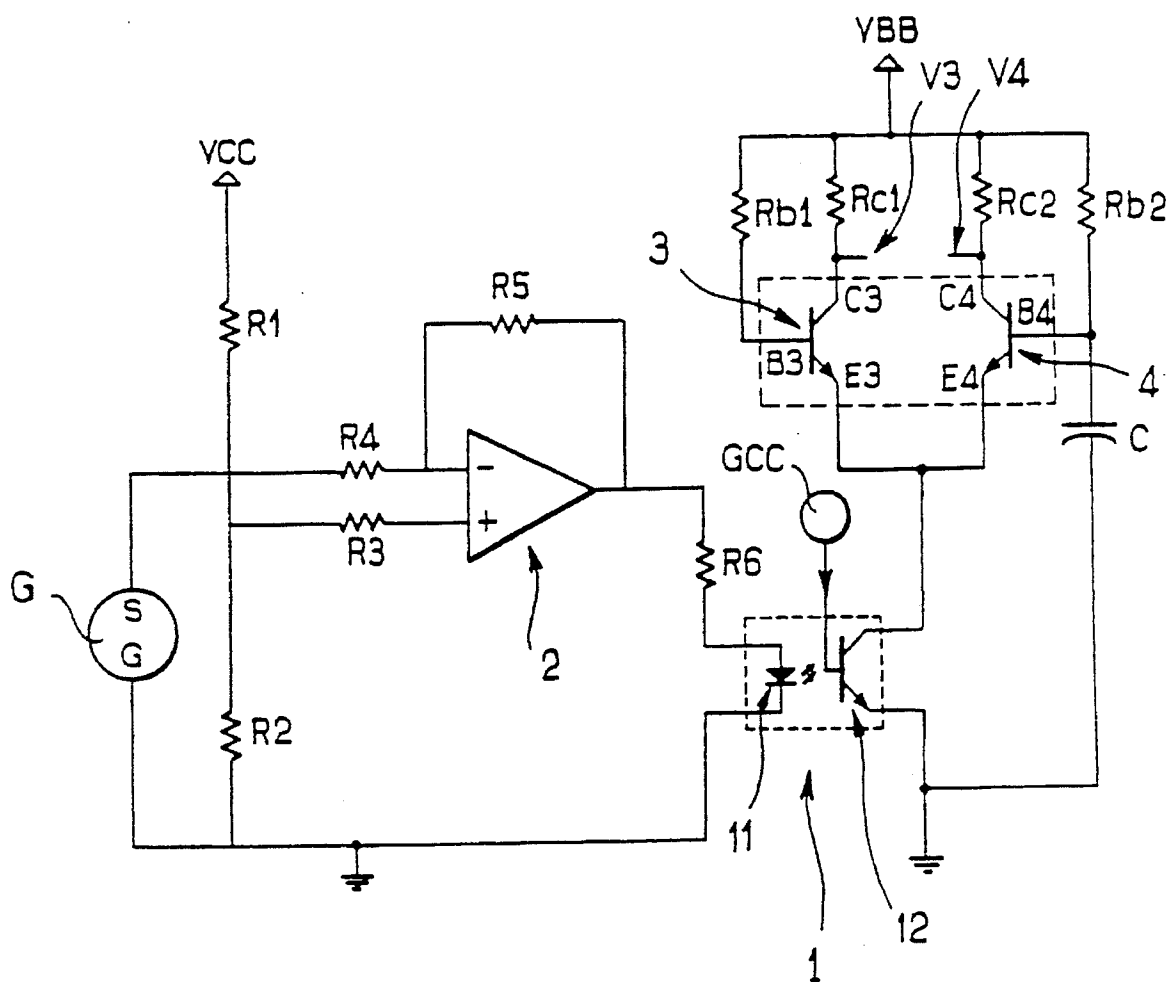 VBB
V3
V4
VCC
Rb1
Rc1
Rc2
Rb2
3
R1
R5
C3
C4
B4
B3
E3
E4
4
R4
-
GCC
C
+
R3
R6
G
S
G
2
R2
11
12
1